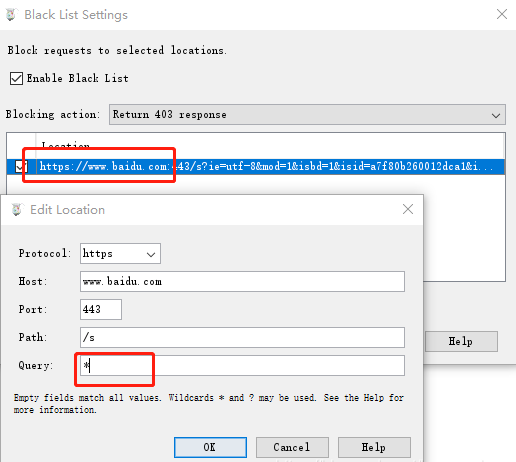 Black List Settings
Block requests to selected locations.
Enable Black List
Blocking action: Return 403 response
Location
https://www.baidu.com:443/s?ie=utf-8&mod=1&isbd=1&isid=a7f80b260012dca1&i...
Edit Location
Protocol: https
Host: www.baidu.com
Port: 443
Path: /s
Help
Query: *
Empty fields match all values. Wildcards * and ? may be used. See the Help for
more information.
OK Cancel Help